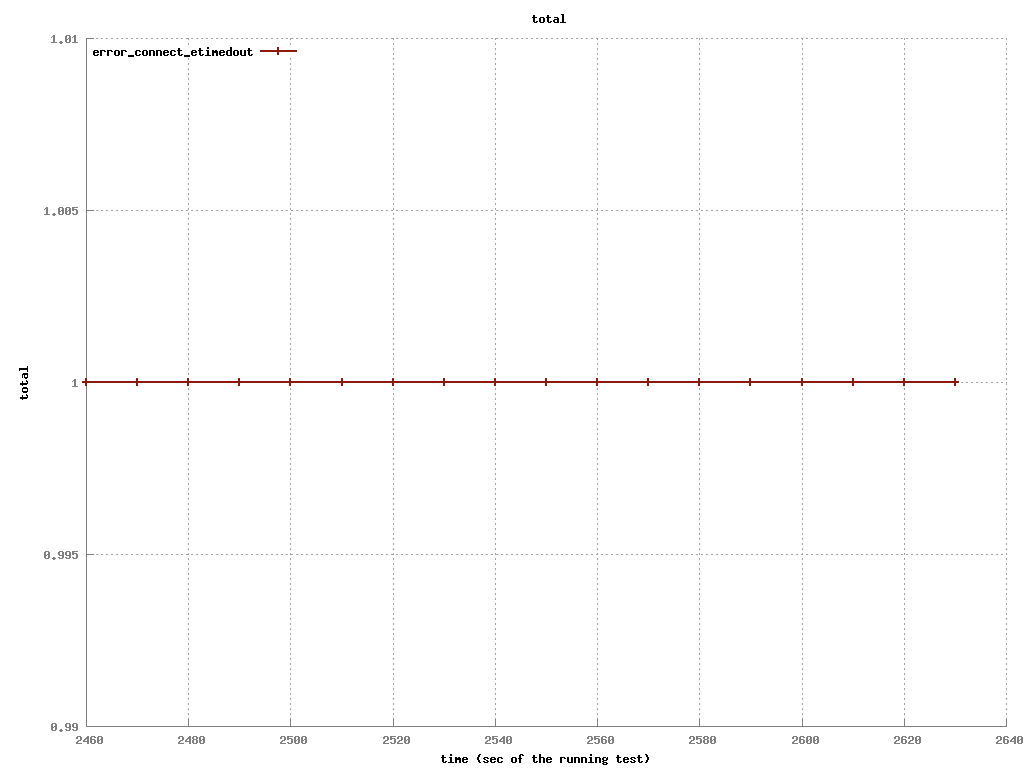 total
1.01
error_connect_etimedout
1.005
total
1
0.995
0.99
2460 2480 2500 2520 2540 2560 2580 2600 2620 2640
time (sec of the running test)